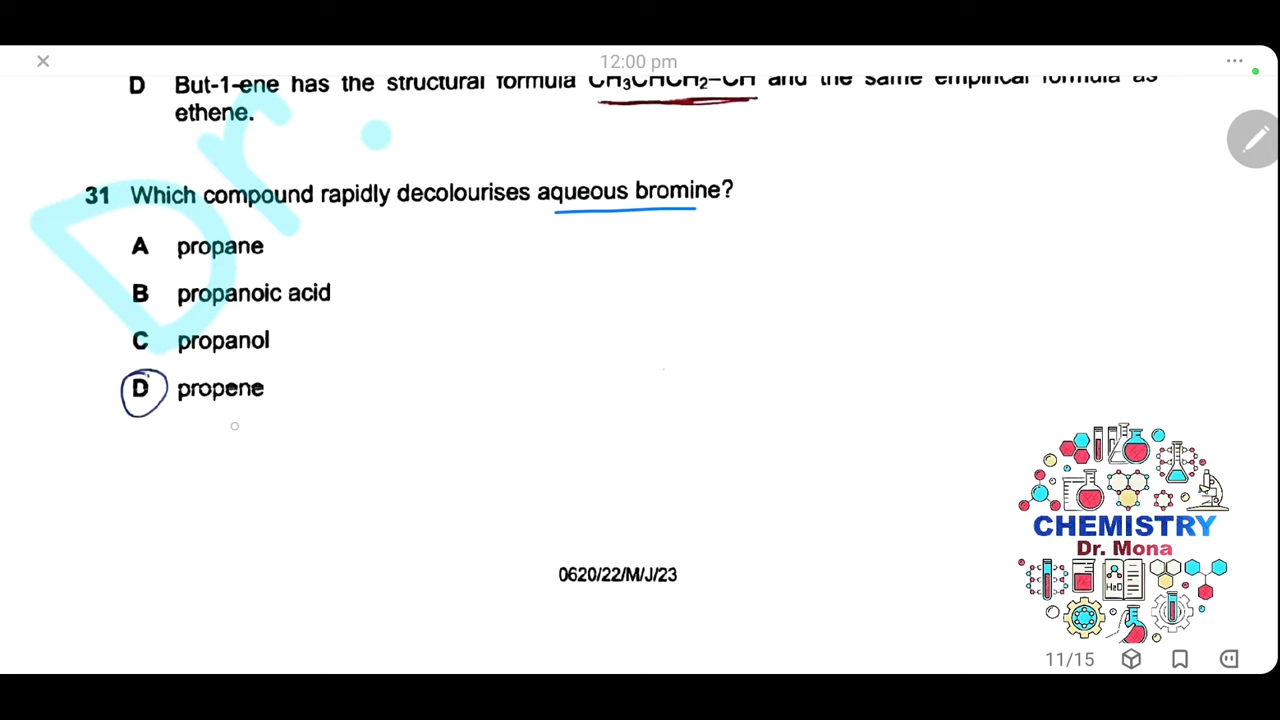 12:00 pm
D But-1-ene has the structural formula CH₃CHCH₂–CH and the same empirical formula as
ethene.
31 Which compound rapidly decolourises aqueous bromine?
A propane
B propanoic acid
C propanol
D propene
Dr.
CHEMISTRY
Dr. Mona
H₂O
0620/22/M/J/23
11/15